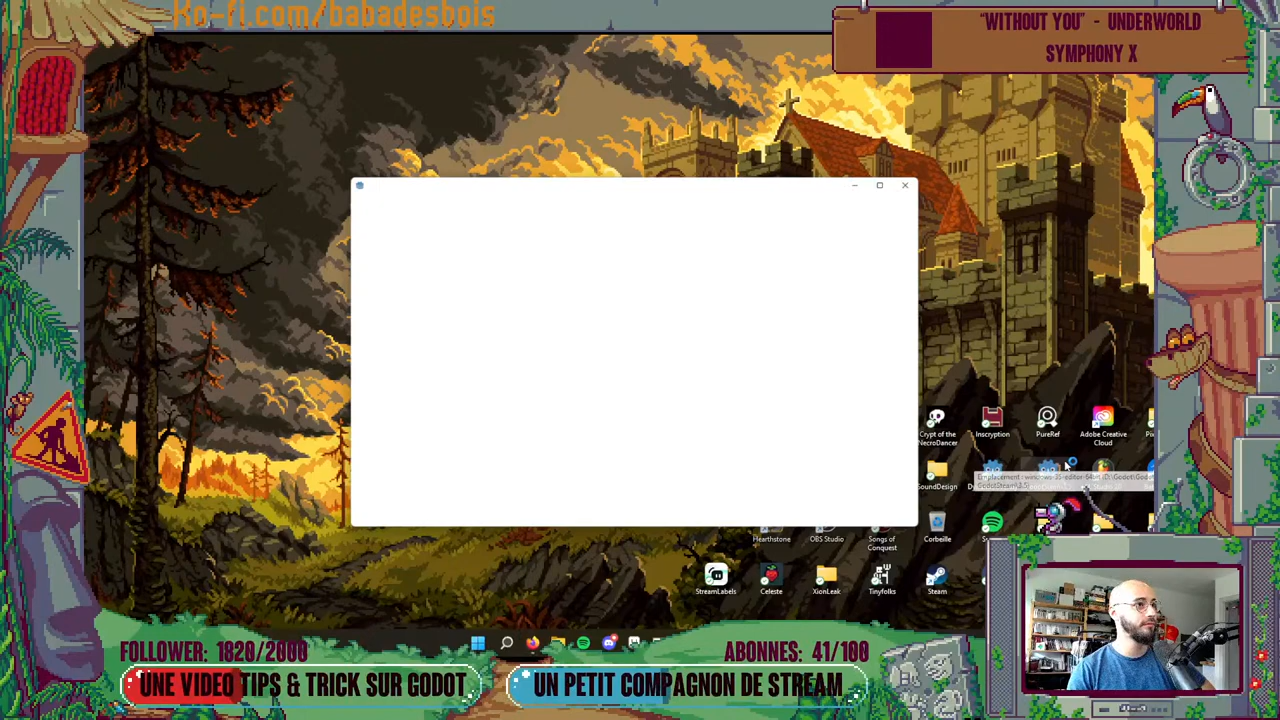 Ko-fi.com/babadesbois
"WITHOUT YOU" - UNDERWORLD
SYMPHONY X
Crypt of the
NecroDancer
Inscryption
PureRef
Adobe Creative
Cloud
SoundDesign
Hearthstone
OBS Studio
Songs of
Conquest
Corbeille
StreamLabels
Celeste
XionLeak
Tinyfolks
Steam
FOLLOWER: 1820/2000
ABONNES: 41/100
UNE VIDEO TIPS & TRICK SUR GODOT
UN PETIT COMPAGNON DE STREAM